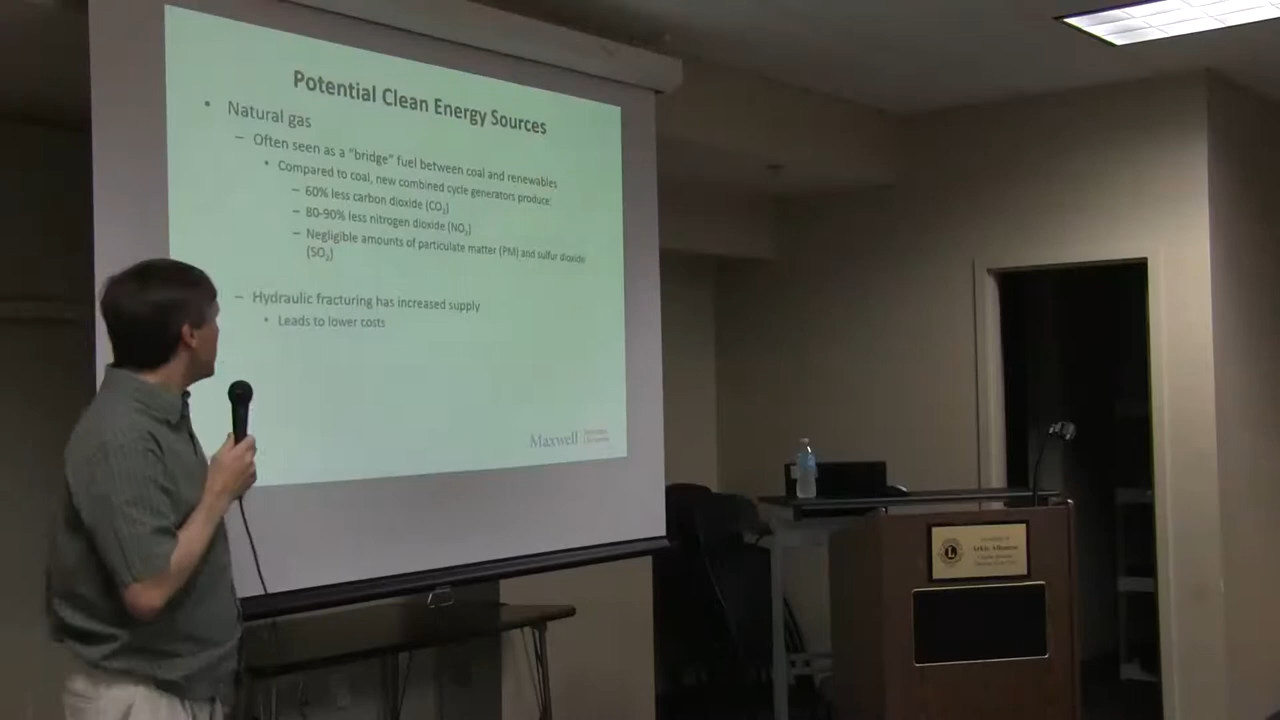 Potential Clean Energy Sources
• Natural gas
– Often seen as a "bridge" fuel between coal and renewables
• Compared to coal, new combined cycle generators produce:
– 60% less carbon dioxide (CO₂)
– 80-90% less nitrogen dioxide (NO₂)
– Negligible amounts of particulate matter (PM) and sulfur dioxide
(SO₂)
– Hydraulic fracturing has increased supply
• Leads to lower costs
Maxwell
L